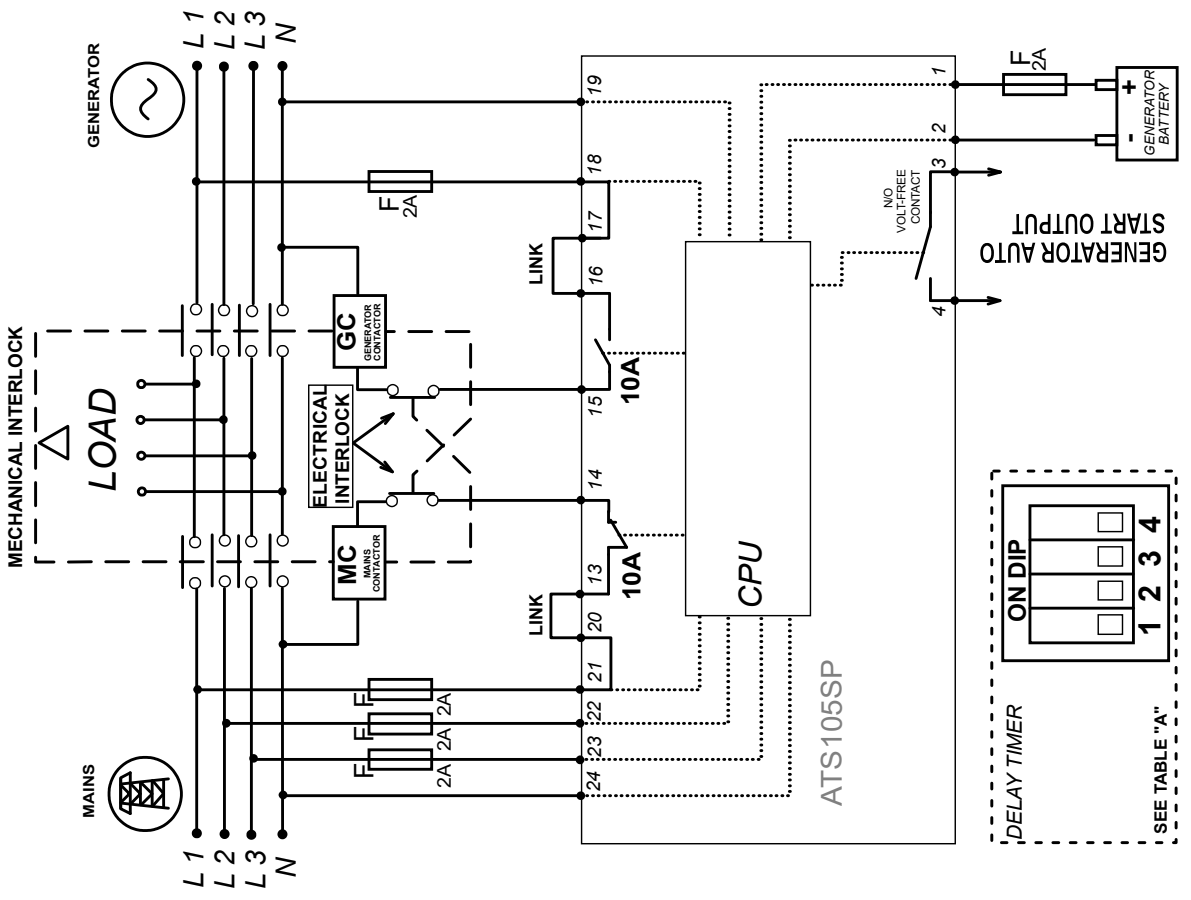 MECHANICAL INTERLOCK
MAINS
GENERATOR
L 1
L 2
L 3
N
L 1
L 2
L 3
N
LOAD
MC
MAINS
CONTACTOR
ELECTRICAL
INTERLOCK
GC
GENERATOR
CONTACTOR
F
2A
F
2A
F
2A
F
2A
LINK
LINK
24
23
22
21
20
13
14
15
16
17
18
19
10A
10A
CPU
ATS105SP
N/O
VOLT-FREE
CONTACT
4
3
2
1
GENERATOR AUTO
START OUTPUT
F
2A
- +
GENERATOR
BATTERY
DELAY TIMER
SEE TABLE "A"
ON DIP
1 2 3 4